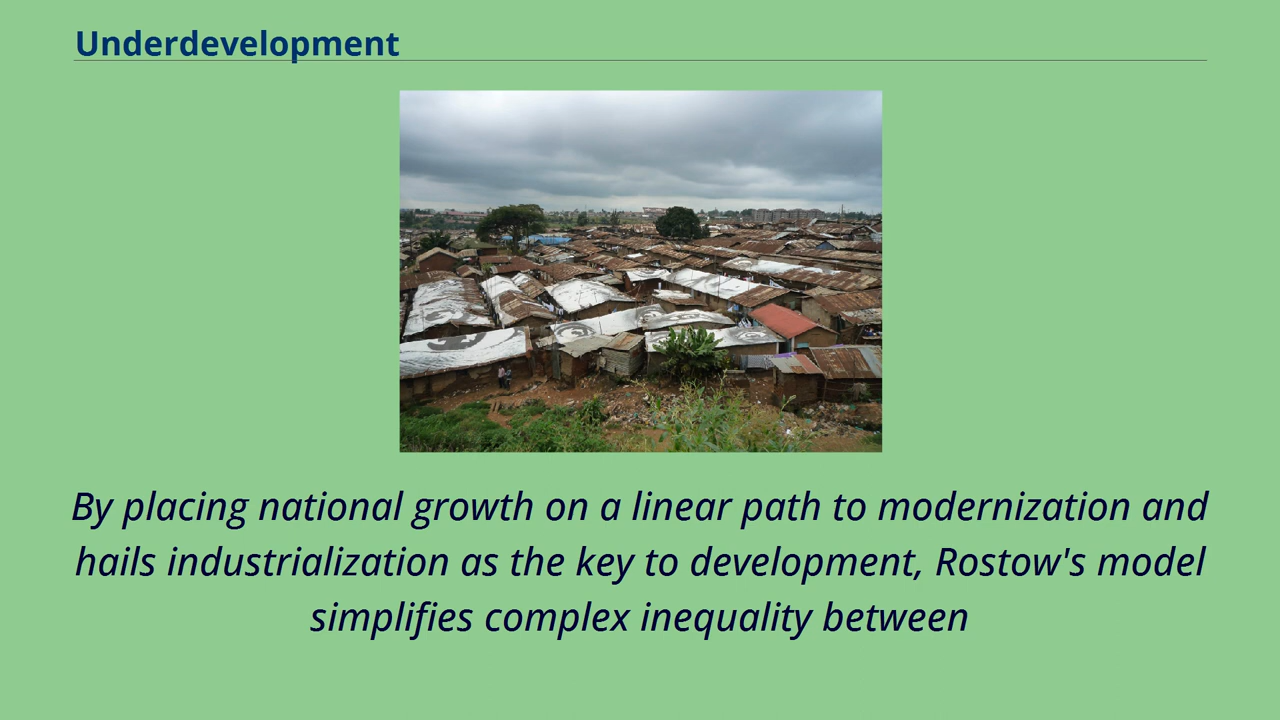 Underdevelopment
By placing national growth on a linear path to modernization and
hails industrialization as the key to development, Rostow's model
simplifies complex inequality between